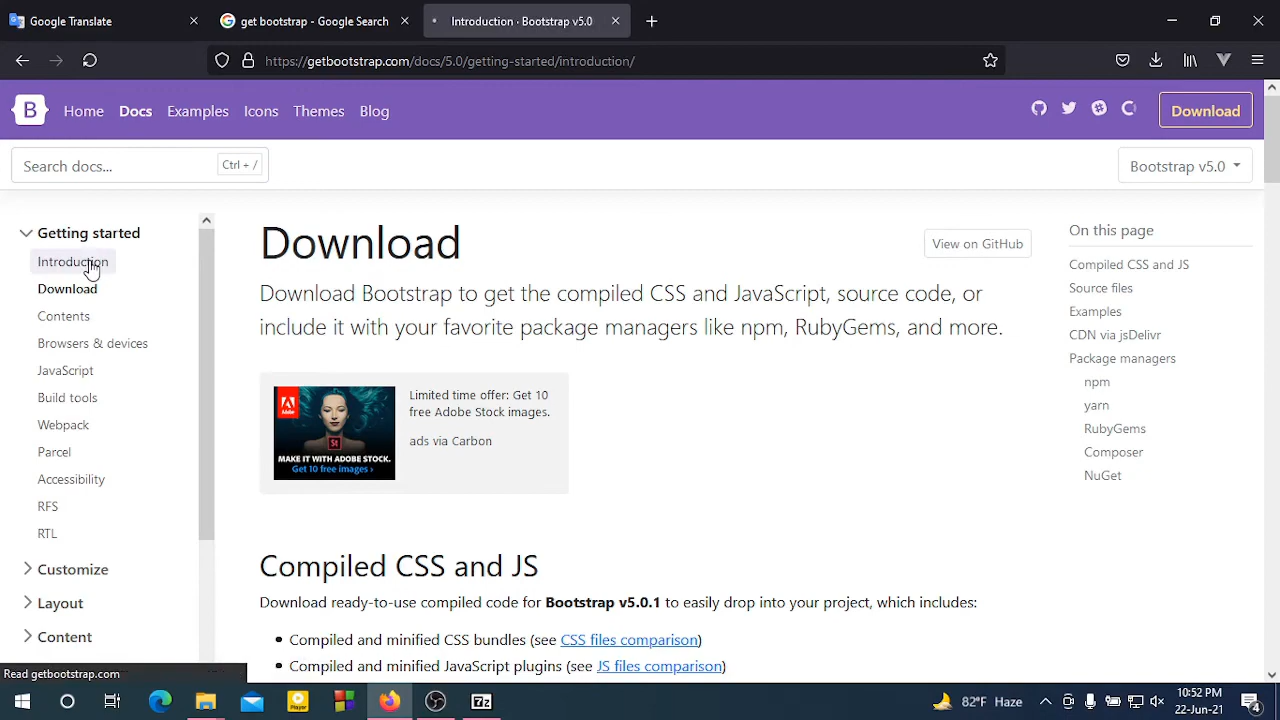 Google Translate
get bootstrap - Google Search
Introduction · Bootstrap v5.0
https://getbootstrap.com/docs/5.0/getting-started/introduction/
B
Home
Docs
Examples
Icons
Themes
Blog
Download
Search docs...
Ctrl + /
Bootstrap v5.0
Getting started
Introduction
Download
Contents
Browsers & devices
JavaScript
Build tools
Webpack
Parcel
Accessibility
RFS
RTL
Customize
Layout
Content
Download
View on GitHub
Download Bootstrap to get the compiled CSS and JavaScript, source code, or
include it with your favorite package managers like npm, RubyGems, and more.
Adobe
St
MAKE IT WITH ADOBE STOCK.
Get 10 free images ›
Limited time offer: Get 10
free Adobe Stock images.
ads via Carbon
Compiled CSS and JS
Download ready-to-use compiled code for Bootstrap v5.0.1 to easily drop into your project, which includes:
Compiled and minified CSS bundles (see CSS files comparison)
Compiled and minified JavaScript plugins (see JS files comparison)
On this page
Compiled CSS and JS
Source files
Examples
CDN via jsDelivr
Package managers
npm
yarn
RubyGems
Composer
NuGet
Read getbootstrap.com
Player
Zz
82°F Haze
10:52 PM
22-Jun-21
4